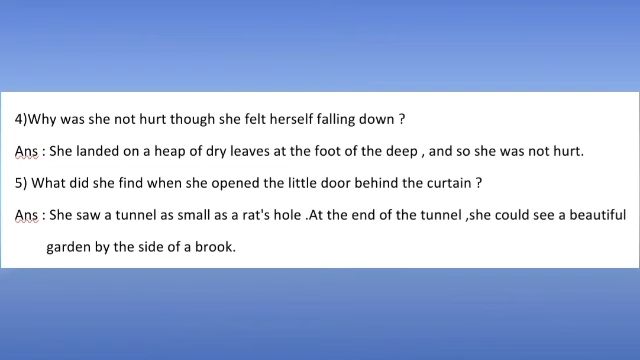 4)Why was she not hurt though she felt herself falling down ?
Ans : She landed on a heap of dry leaves at the foot of the deep , and so she was not hurt.
5) What did she find when she opened the little door behind the curtain ?
Ans : She saw a tunnel as small as a rat's hole .At the end of the tunnel ,she could see a beautiful
garden by the side of a brook.